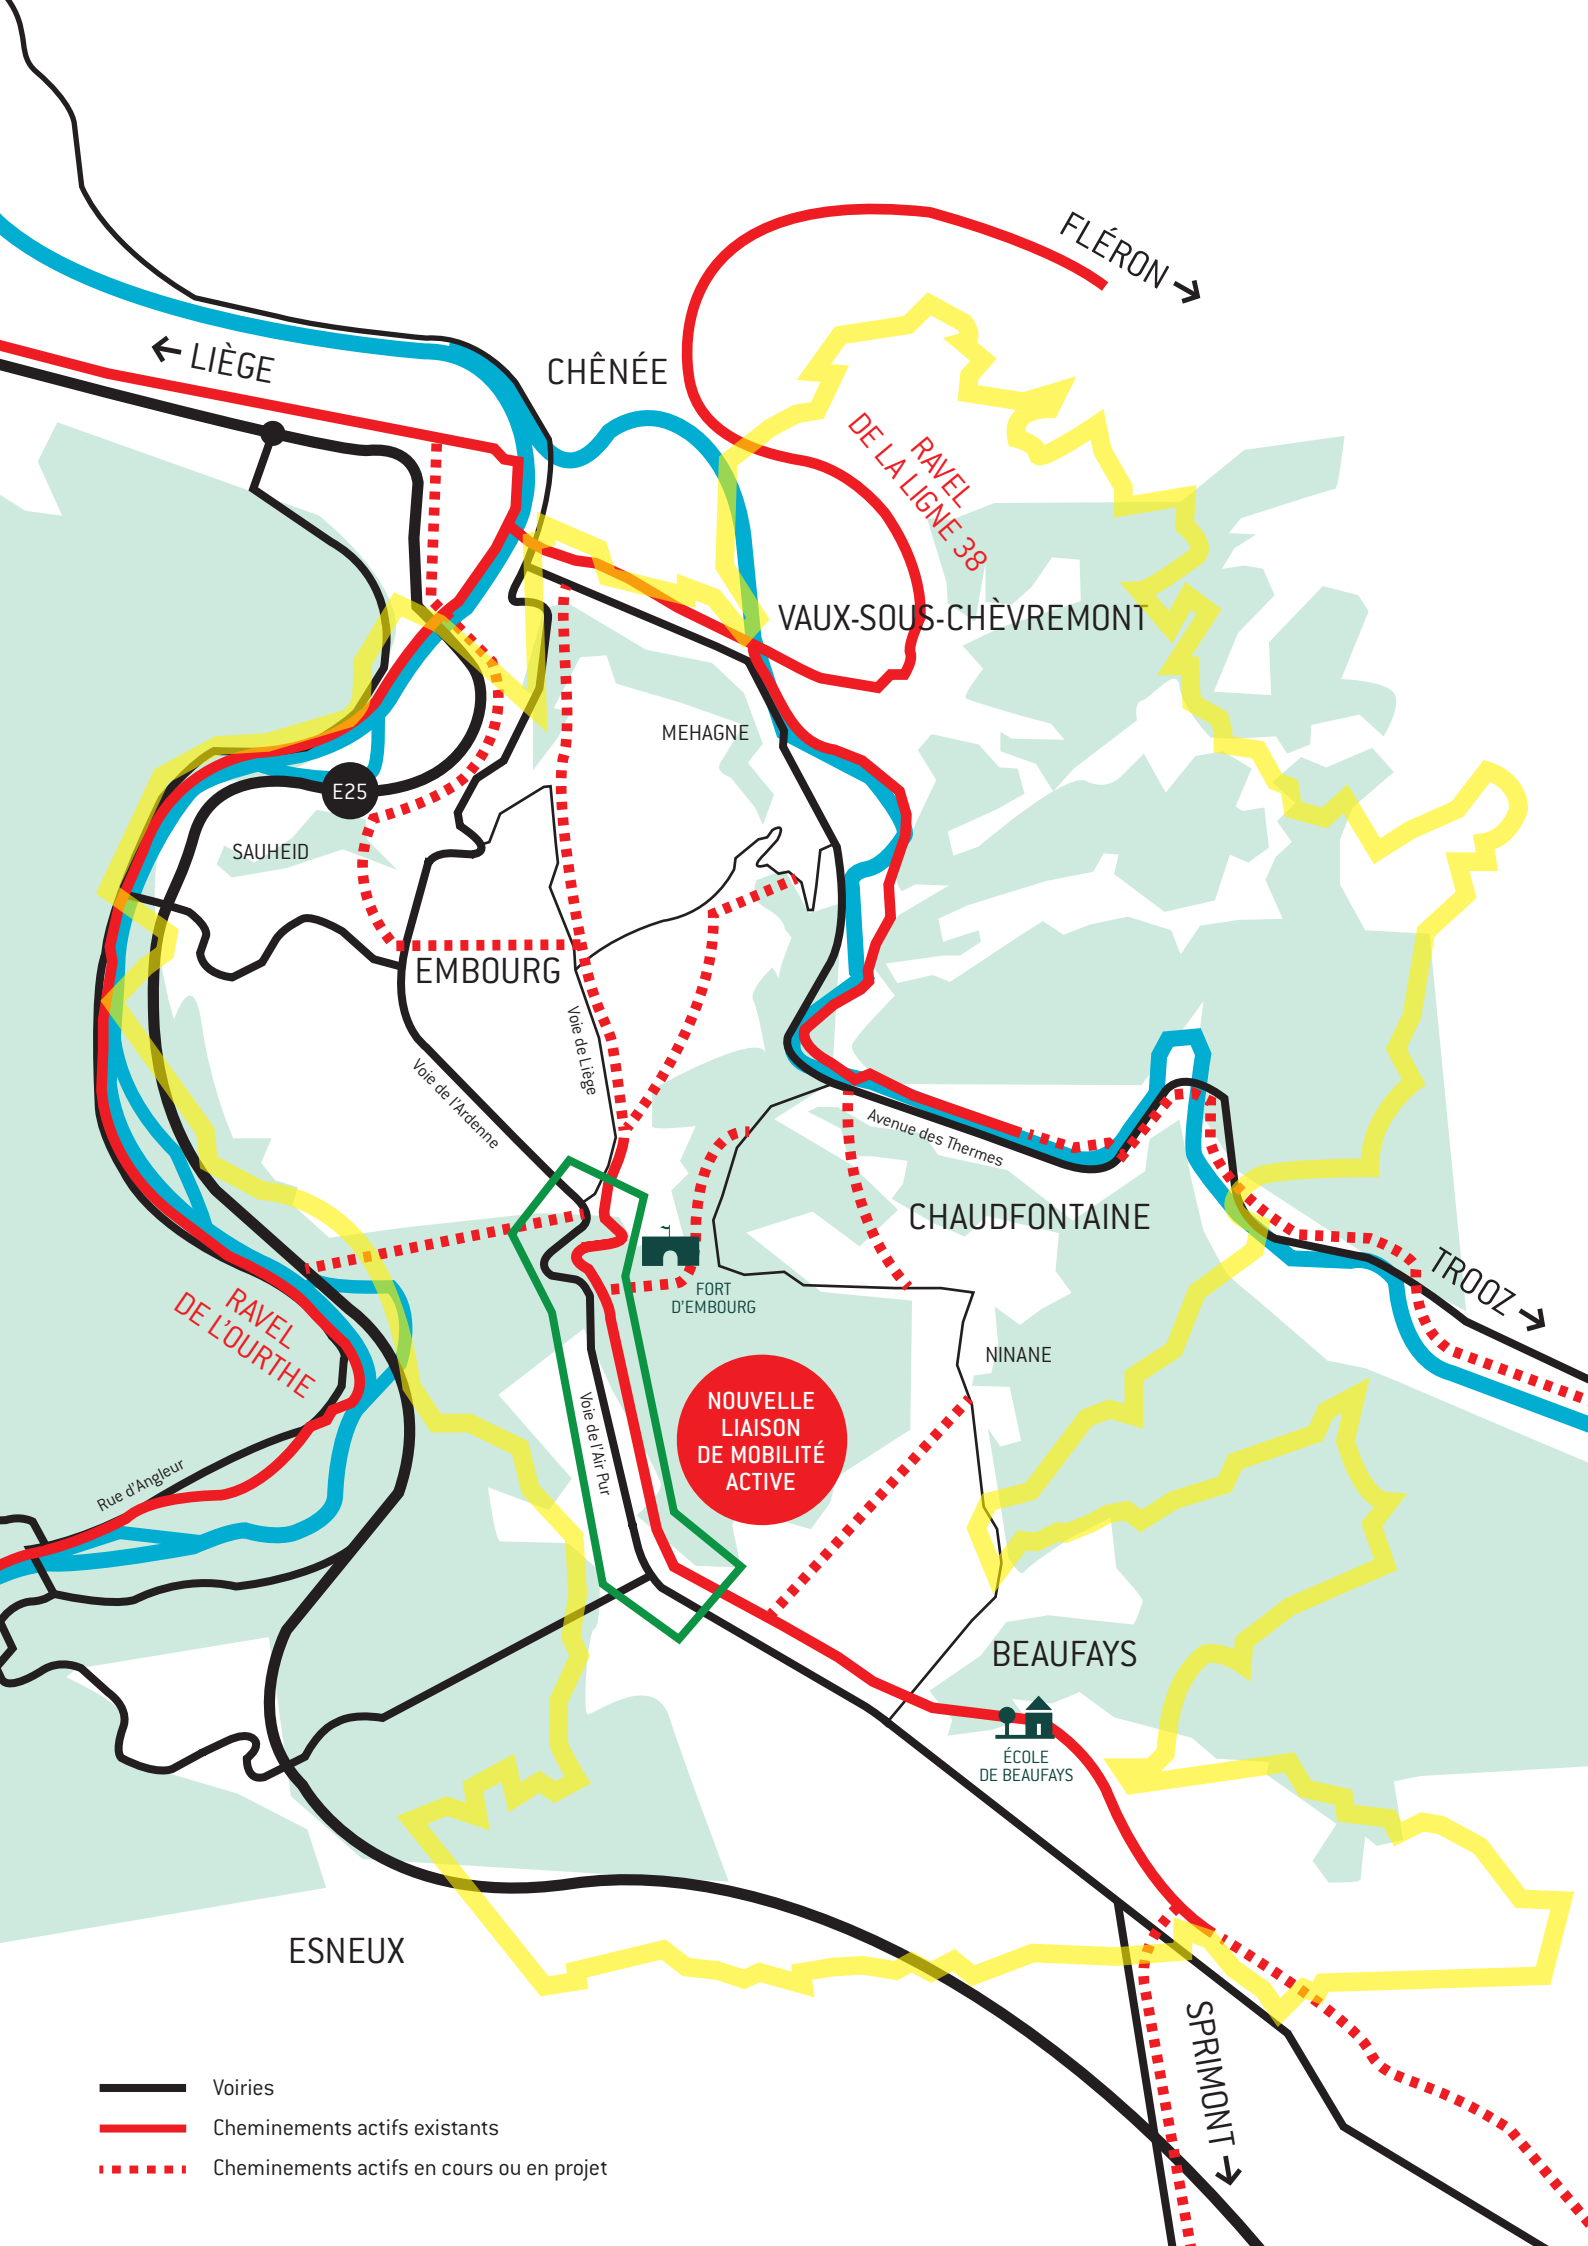 FLÉRON →
← LIÈGE
CHÊNÉE
RAVEL
DE LA LIGNE 38
VAUX-SOUS-CHÈVREMONT
MEHAGNE
E25
SAUHEID
EMBOURG
Voie de Liège
Voie de l'Ardenne
Avenue des Thermes
CHAUDFONTAINE
TROOZ →
FORT
D'EMBOURG
RAVEL
DE L'OURTHE
NINANE
NOUVELLE
LIAISON
DE MOBILITÉ
ACTIVE
Voie de l'Air Pur
Rue d'Angleur
BEAUFAYS
ÉCOLE
DE BEAUFAYS
ESNEUX
SPRIMONT →
Voiries
Cheminements actifs existants
Cheminements actifs en cours ou en projet